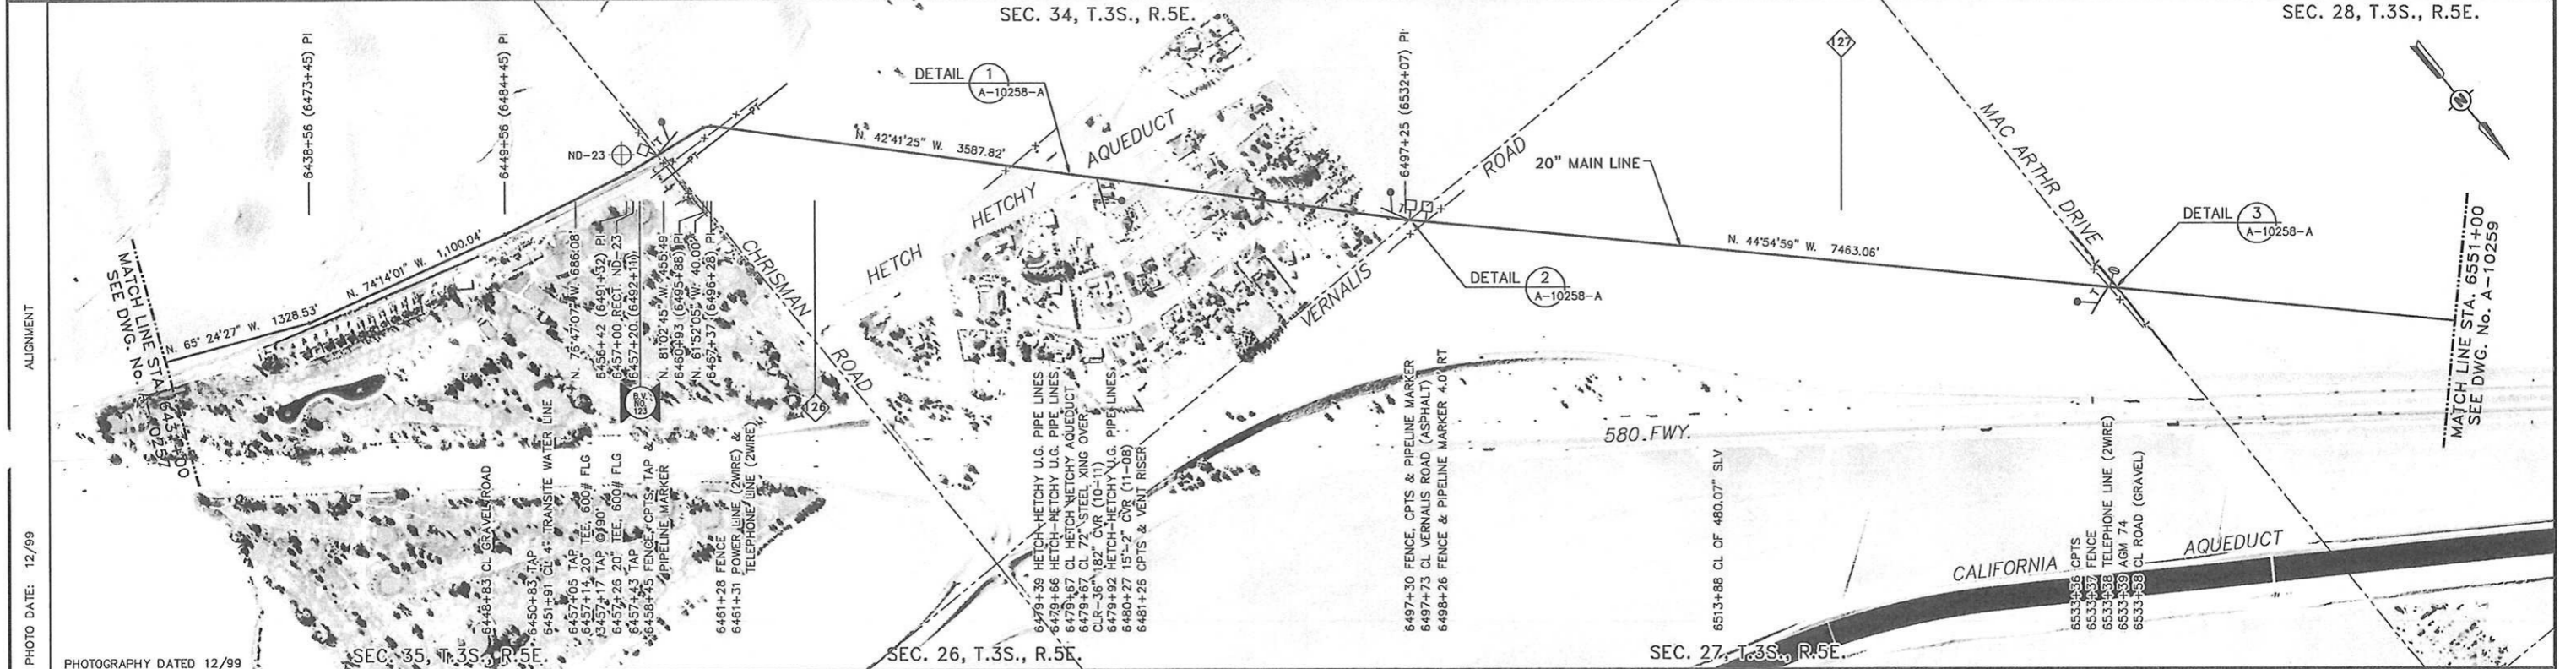 SEC. 34, T.3S., R.5E.
SEC. 28, T.3S., R.5E.
6438+56 (6473+45) PI
6449+56 (6484+45) PI
ND-23
DETAIL 1
A-10258-A
N. 42°41'25" W. 3587.82'
HETCH HETCHY AQUEDUCT
6497+25 (6532+07) PI
VERNALIS ROAD
20" MAIN LINE
127
MAC ARTHR DRIVE
N
DETAIL 2
A-10258-A
N. 44°54'59" W. 7463.06'
DETAIL 3
A-10258-A
MATCH LINE STA. 6551+00
SEE DWG. No. A-10259
MATCH LINE STA.
SEE DWG. NO.
N. 65° 24'27" W. 1328.53'
N. 74°14'01" W. 1,100.04'
N. 76°47'07" W. 686.08'
6456+42 (6491+32) PI
6457+00 RECT. ND-23
6457+20 (6492+11)
N. 81°02'45" W. 455.49'
6460+93 (6495+88) PI
N. 61°52'05" W. 40.00'
(6496+28) PI
B.V. NO. 123
CHRISMAN ROAD
126
580 FWY.
CALIFORNIA AQUEDUCT
6448+83 CL GRAVEL ROAD
6450+83 TAP
6451+91 CL 4" TRANSITE WATER LINE
6457+05 TAP
6457+14 20" TEE, 600# FLG
6457+17 TAP @ 90°
6457+26 20" TEE, 600# FLG
6457+43 TAP
6458+45 FENCE, CPTS, TAP &
PIPELINE MARKER
6461+28 FENCE
6461+31 POWER LINE (2WIRE) &
TELEPHONE LINE (2WIRE)
6479+39 HETCH-HETCHY U.G. PIPE LINES
6479+66 HETCH-HETCHY U.G. PIPE LINES
6479+67 CL HETCH HETCHY AQUEDUCT
6479+67 CL 72" STEEL XING OVER
CLR-36" 182" CVR (10-11)
6479+92 HETCH-HETCHY U.G. PIPE LINES
6480+27 15'-2" CVR (11-08)
6481+26 CPTS & VENT RISER
6497+30 FENCE, CPTS & PIPELINE MARKER
6497+73 CL VERNALIS ROAD (ASPHALT)
6498+26 FENCE & PIPELINE MARKER 4.0' RT
6513+88 CL OF 480.07" SLV
6533+36 CPTS
6533+37 FENCE
6533+38 TELEPHONE LINE (2WIRE)
6533+39 AGM 74
6533+58 CL ROAD (GRAVEL)
SEC. 35, T.3S., R.5E.
SEC. 26, T.3S., R.5E.
SEC. 27, T.3S., R.5E.
ALIGNMENT
PHOTO DATE: 12/99
PHOTOGRAPHY DATED 12/99